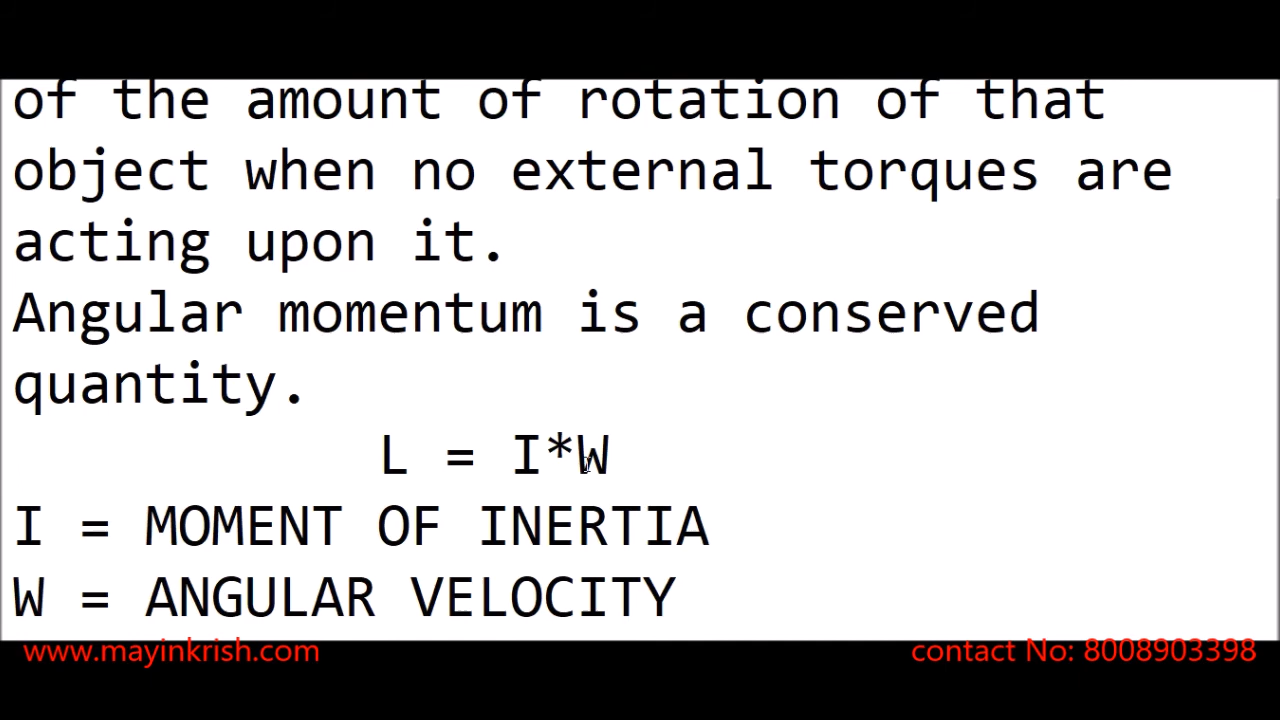 of the amount of rotation of that
object when no external torques are
acting upon it.
Angular momentum is a conserved
quantity.
L = I*W
I = MOMENT OF INERTIA
W = ANGULAR VELOCITY
www.mayinkrish.com
contact No: 8008903398